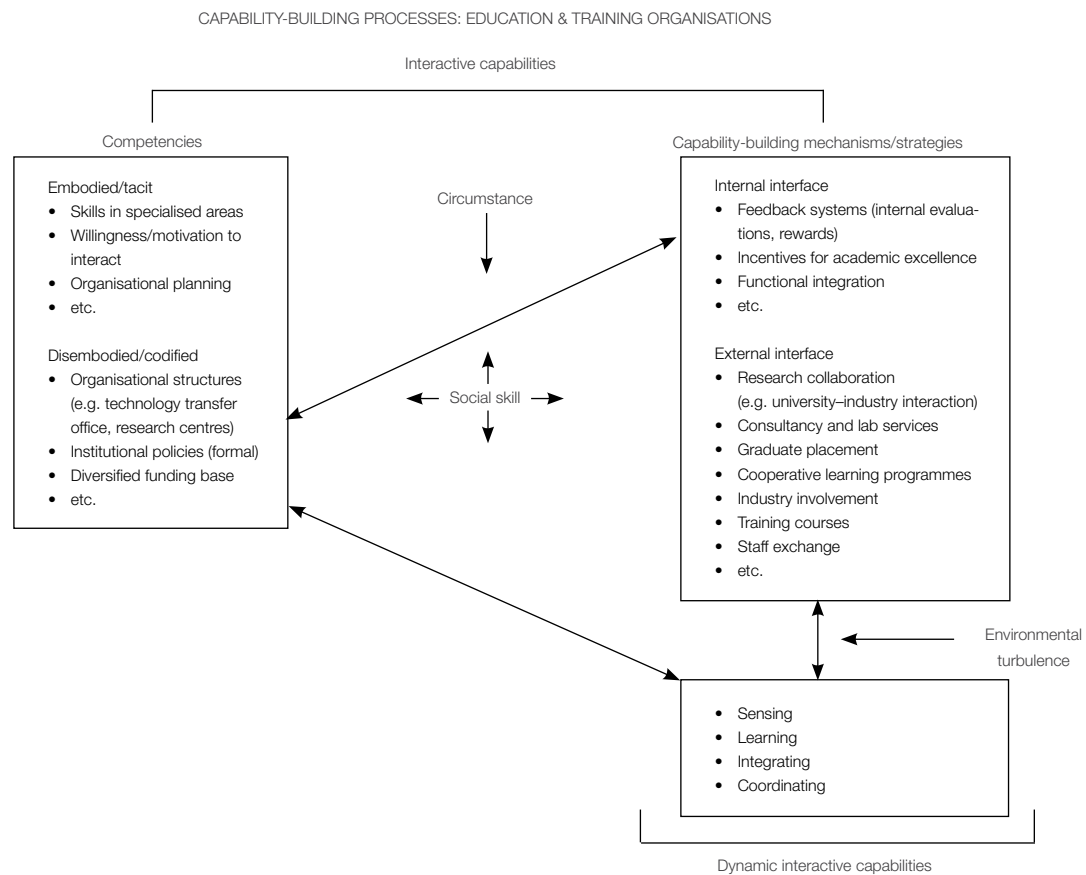 CAPABILITY-BUILDING PROCESSES: EDUCATION & TRAINING ORGANISATIONS
Interactive capabilities
Competencies
Embodied/tacit
• Skills in specialised areas
• Willingness/motivation to
interact
• Organisational planning
• etc.
Disembodied/codified
• Organisational structures
(e.g. technology transfer
office, research centres)
• Institutional policies (formal)
• Diversified funding base
• etc.
Circumstance
Social skill
Capability-building mechanisms/strategies
Internal interface
• Feedback systems (internal evalua-
tions, rewards)
• Incentives for academic excellence
• Functional integration
• etc.
External interface
• Research collaboration
(e.g. university–industry interaction)
• Consultancy and lab services
• Graduate placement
• Cooperative learning programmes
• Industry involvement
• Training courses
• Staff exchange
• etc.
Environmental
turbulence
• Sensing
• Learning
• Integrating
• Coordinating
Dynamic interactive capabilities